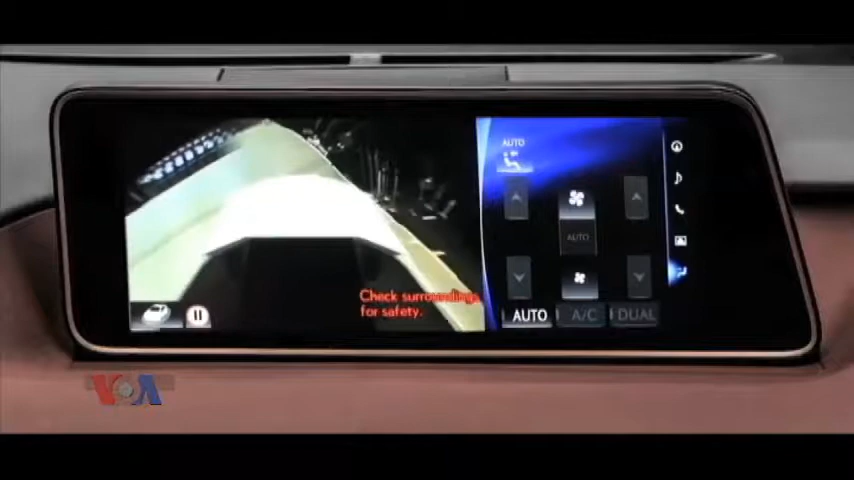 AUTO
AUTO
Check surroundings
for safety.
AUTO
A/C
DUAL
VOA